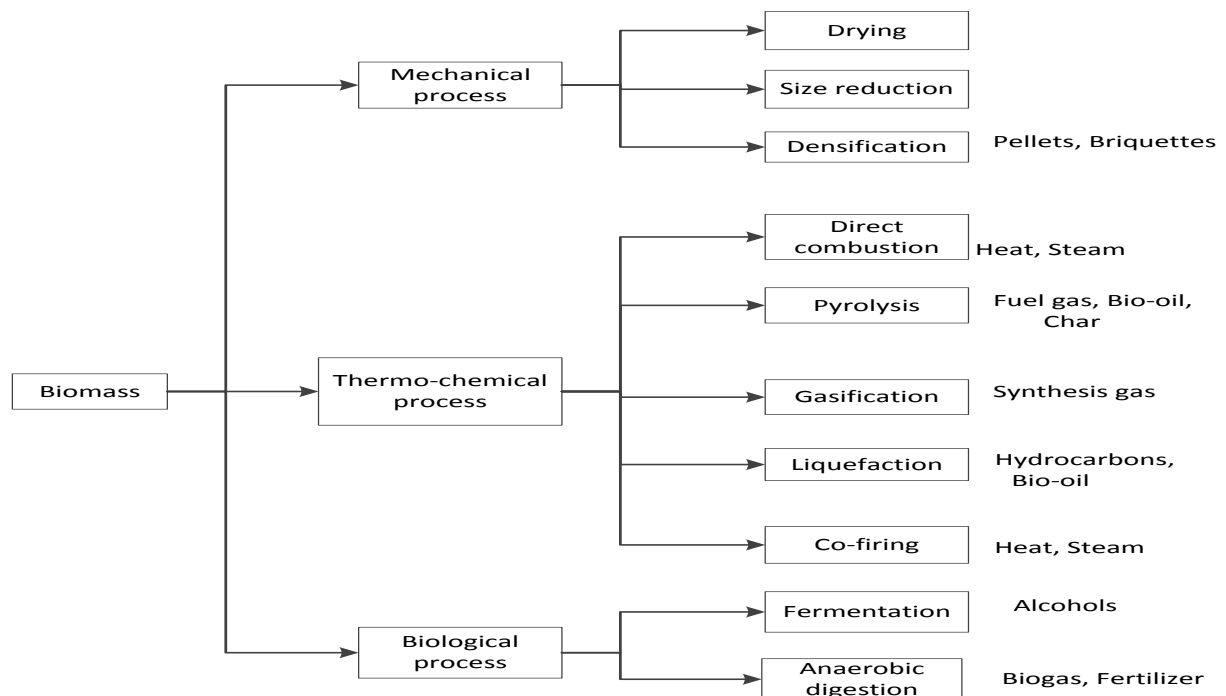 Drying
Mechanical
process
Size reduction
Densification
Pellets, Briquettes
Direct
combustion
Heat, Steam
Pyrolysis
Fuel gas, Bio-oil,
Char
Biomass
Thermo-chemical
process
Gasification
Synthesis gas
Liquefaction
Hydrocarbons,
Bio-oil
Co-firing
Heat, Steam
Fermentation
Alcohols
Biological
process
Anaerobic
digestion
Biogas, Fertilizer